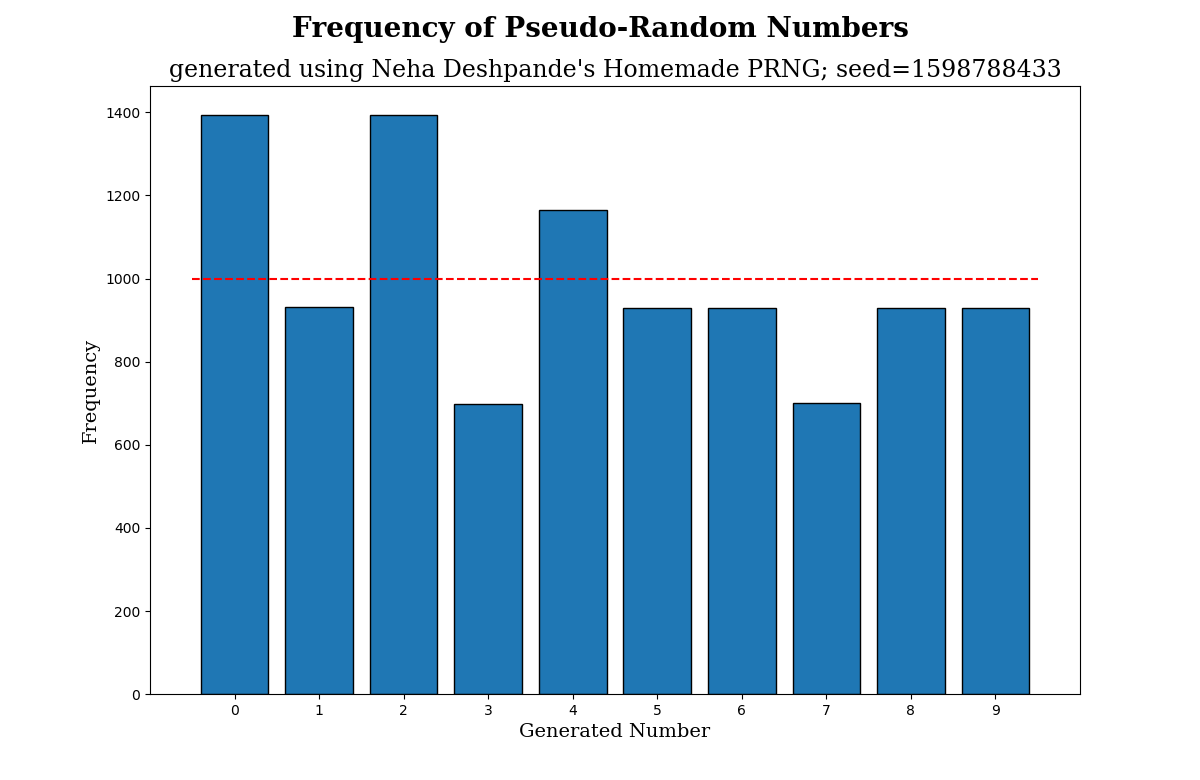 Frequency of Pseudo-Random Numbers
generated using Neha Deshpande's Homemade PRNG; seed=1598788433
1400
1200
1000
800
600
400
200
0
Frequency
0 1 2 3 4 5 6 7 8 9
Generated Number